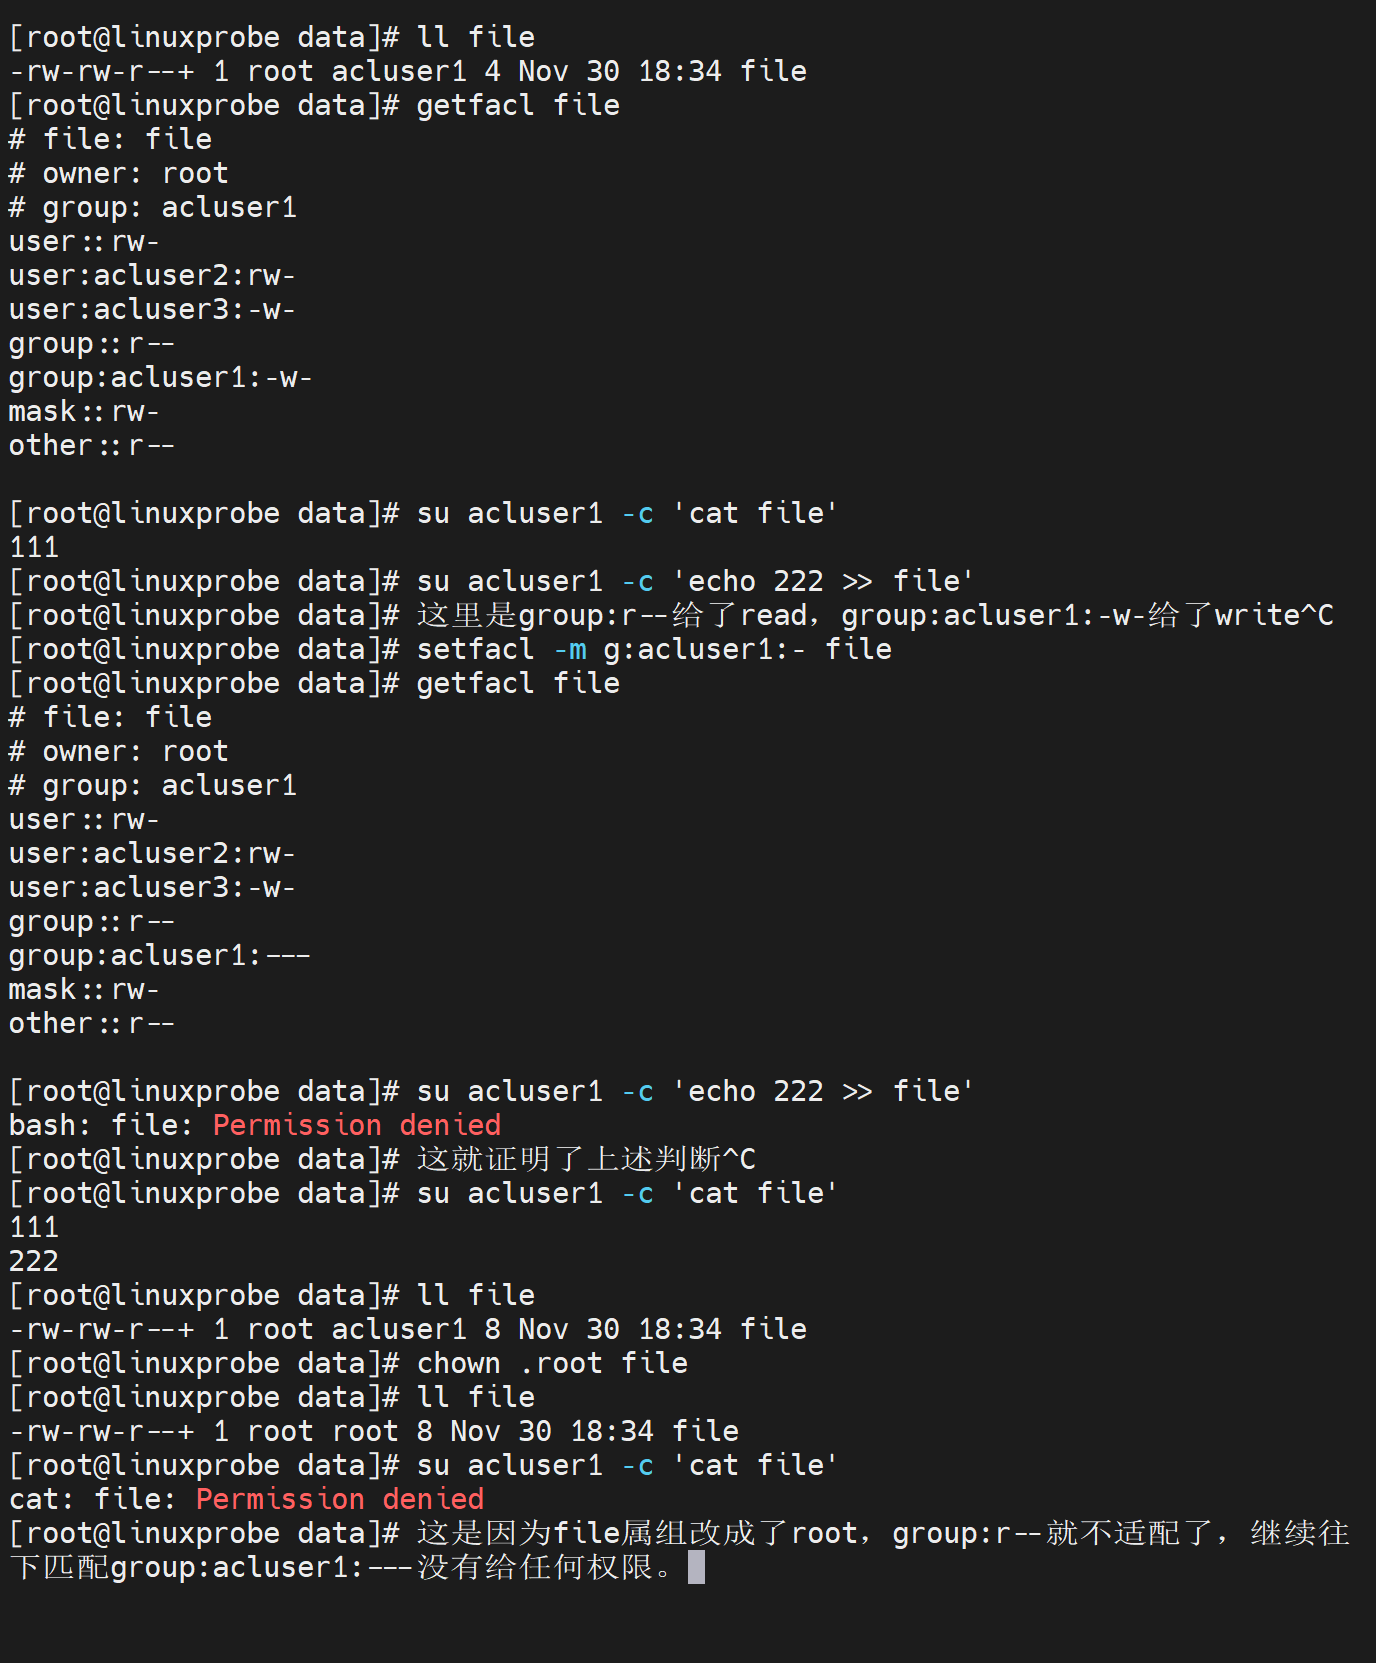 [root@linuxprobe data]# ll file
-rw-rw-r--+ 1 root acluser1 4 Nov 30 18:34 file
[root@linuxprobe data]# getfacl file
# file: file
# owner: root
# group: acluser1
user::rw-
user:acluser2:rw-
user:acluser3:-w-
group::r--
group:acluser1:-w-
mask::rw-
other::r--
[root@linuxprobe data]# su acluser1 -c 'cat file'
111
[root@linuxprobe data]# su acluser1 -c 'echo 222 >> file'
[root@linuxprobe data]# 这里是group:r--给了read，group:acluser1:-w-给了write^C
[root@linuxprobe data]# setfacl -m g:acluser1:- file
[root@linuxprobe data]# getfacl file
# file: file
# owner: root
# group: acluser1
user::rw-
user:acluser2:rw-
user:acluser3:-w-
group::r--
group:acluser1:---
mask::rw-
other::r--
[root@linuxprobe data]# su acluser1 -c 'echo 222 >> file'
bash: file: Permission denied
[root@linuxprobe data]# 这就证明了上述判断^C
[root@linuxprobe data]# su acluser1 -c 'cat file'
111
222
[root@linuxprobe data]# ll file
-rw-rw-r--+ 1 root acluser1 8 Nov 30 18:34 file
[root@linuxprobe data]# chown .root file
[root@linuxprobe data]# ll file
-rw-rw-r--+ 1 root root 8 Nov 30 18:34 file
[root@linuxprobe data]# su acluser1 -c 'cat file'
cat: file: Permission denied
[root@linuxprobe data]# 这是因为file属组改成了root，group:r--就不适配了，继续往
下匹配group:acluser1:---没有给任何权限。